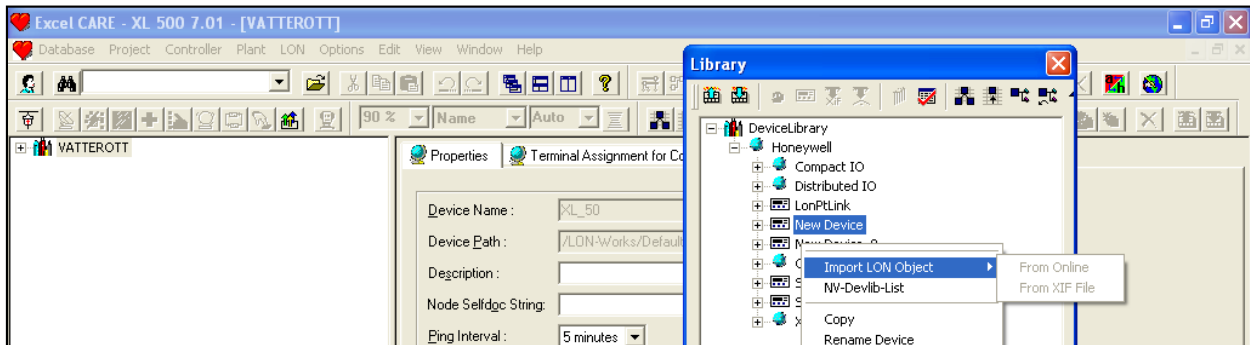 Excel CARE - XL 500 7.01 - [VATTEROTT]
Database Project Controller Plant LON Options Edit View Window Help
90 % Name Auto
VATTEROTT
Properties Terminal Assignment for Co
Device Name : XL_50
Device Path : /LON-Works/Default
Description :
Node Selfdoc String:
Ping Interval : 5 minutes
Library
DeviceLibrary
Honeywell
Compact IO
Distributed IO
LonPtLink
New Device
Import LON Object
From Online
From XIF File
NV-Devlib-List
Copy
Rename Device